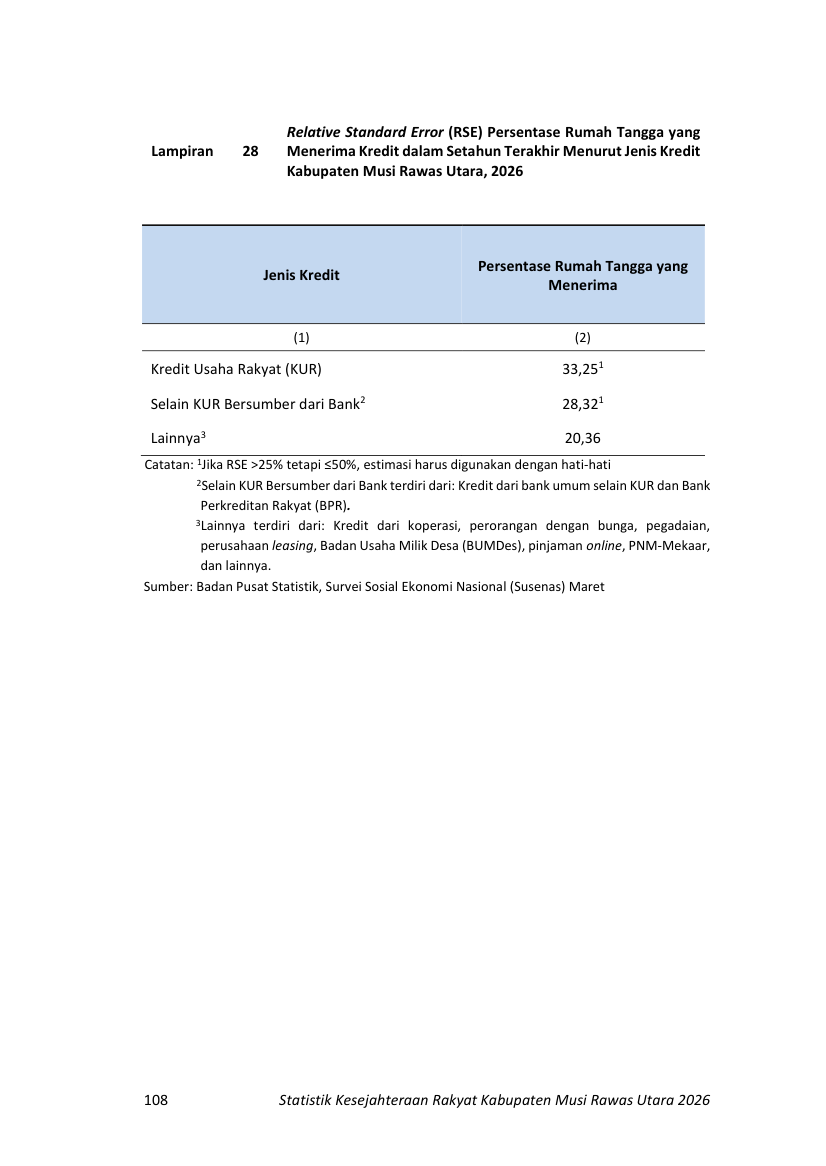 Relative Standard Error (RSE) Persentase Rumah Tangga yang
Lampiran 28 Menerima Kredit dalam Setahun Terakhir Menurut Jenis Kredit
Kabupaten Musi Rawas Utara, 2026
Jenis Kredit
Persentase Rumah Tangga yang
Menerima
(1) (2)
Kredit Usaha Rakyat (KUR) 33,25¹
Selain KUR Bersumber dari Bank² 28,32¹
Lainnya³ 20,36
Catatan: ¹Jika RSE >25% tetapi ≤50%, estimasi harus digunakan dengan hati-hati
²Selain KUR Bersumber dari Bank terdiri dari: Kredit dari bank umum selain KUR dan Bank
Perkreditan Rakyat (BPR).
³Lainnya terdiri dari: Kredit dari koperasi, perorangan dengan bunga, pegadaian,
perusahaan leasing, Badan Usaha Milik Desa (BUMDes), pinjaman online, PNM-Mekaar,
dan lainnya.
Sumber: Badan Pusat Statistik, Survei Sosial Ekonomi Nasional (Susenas) Maret
108 Statistik Kesejahteraan Rakyat Kabupaten Musi Rawas Utara 2026